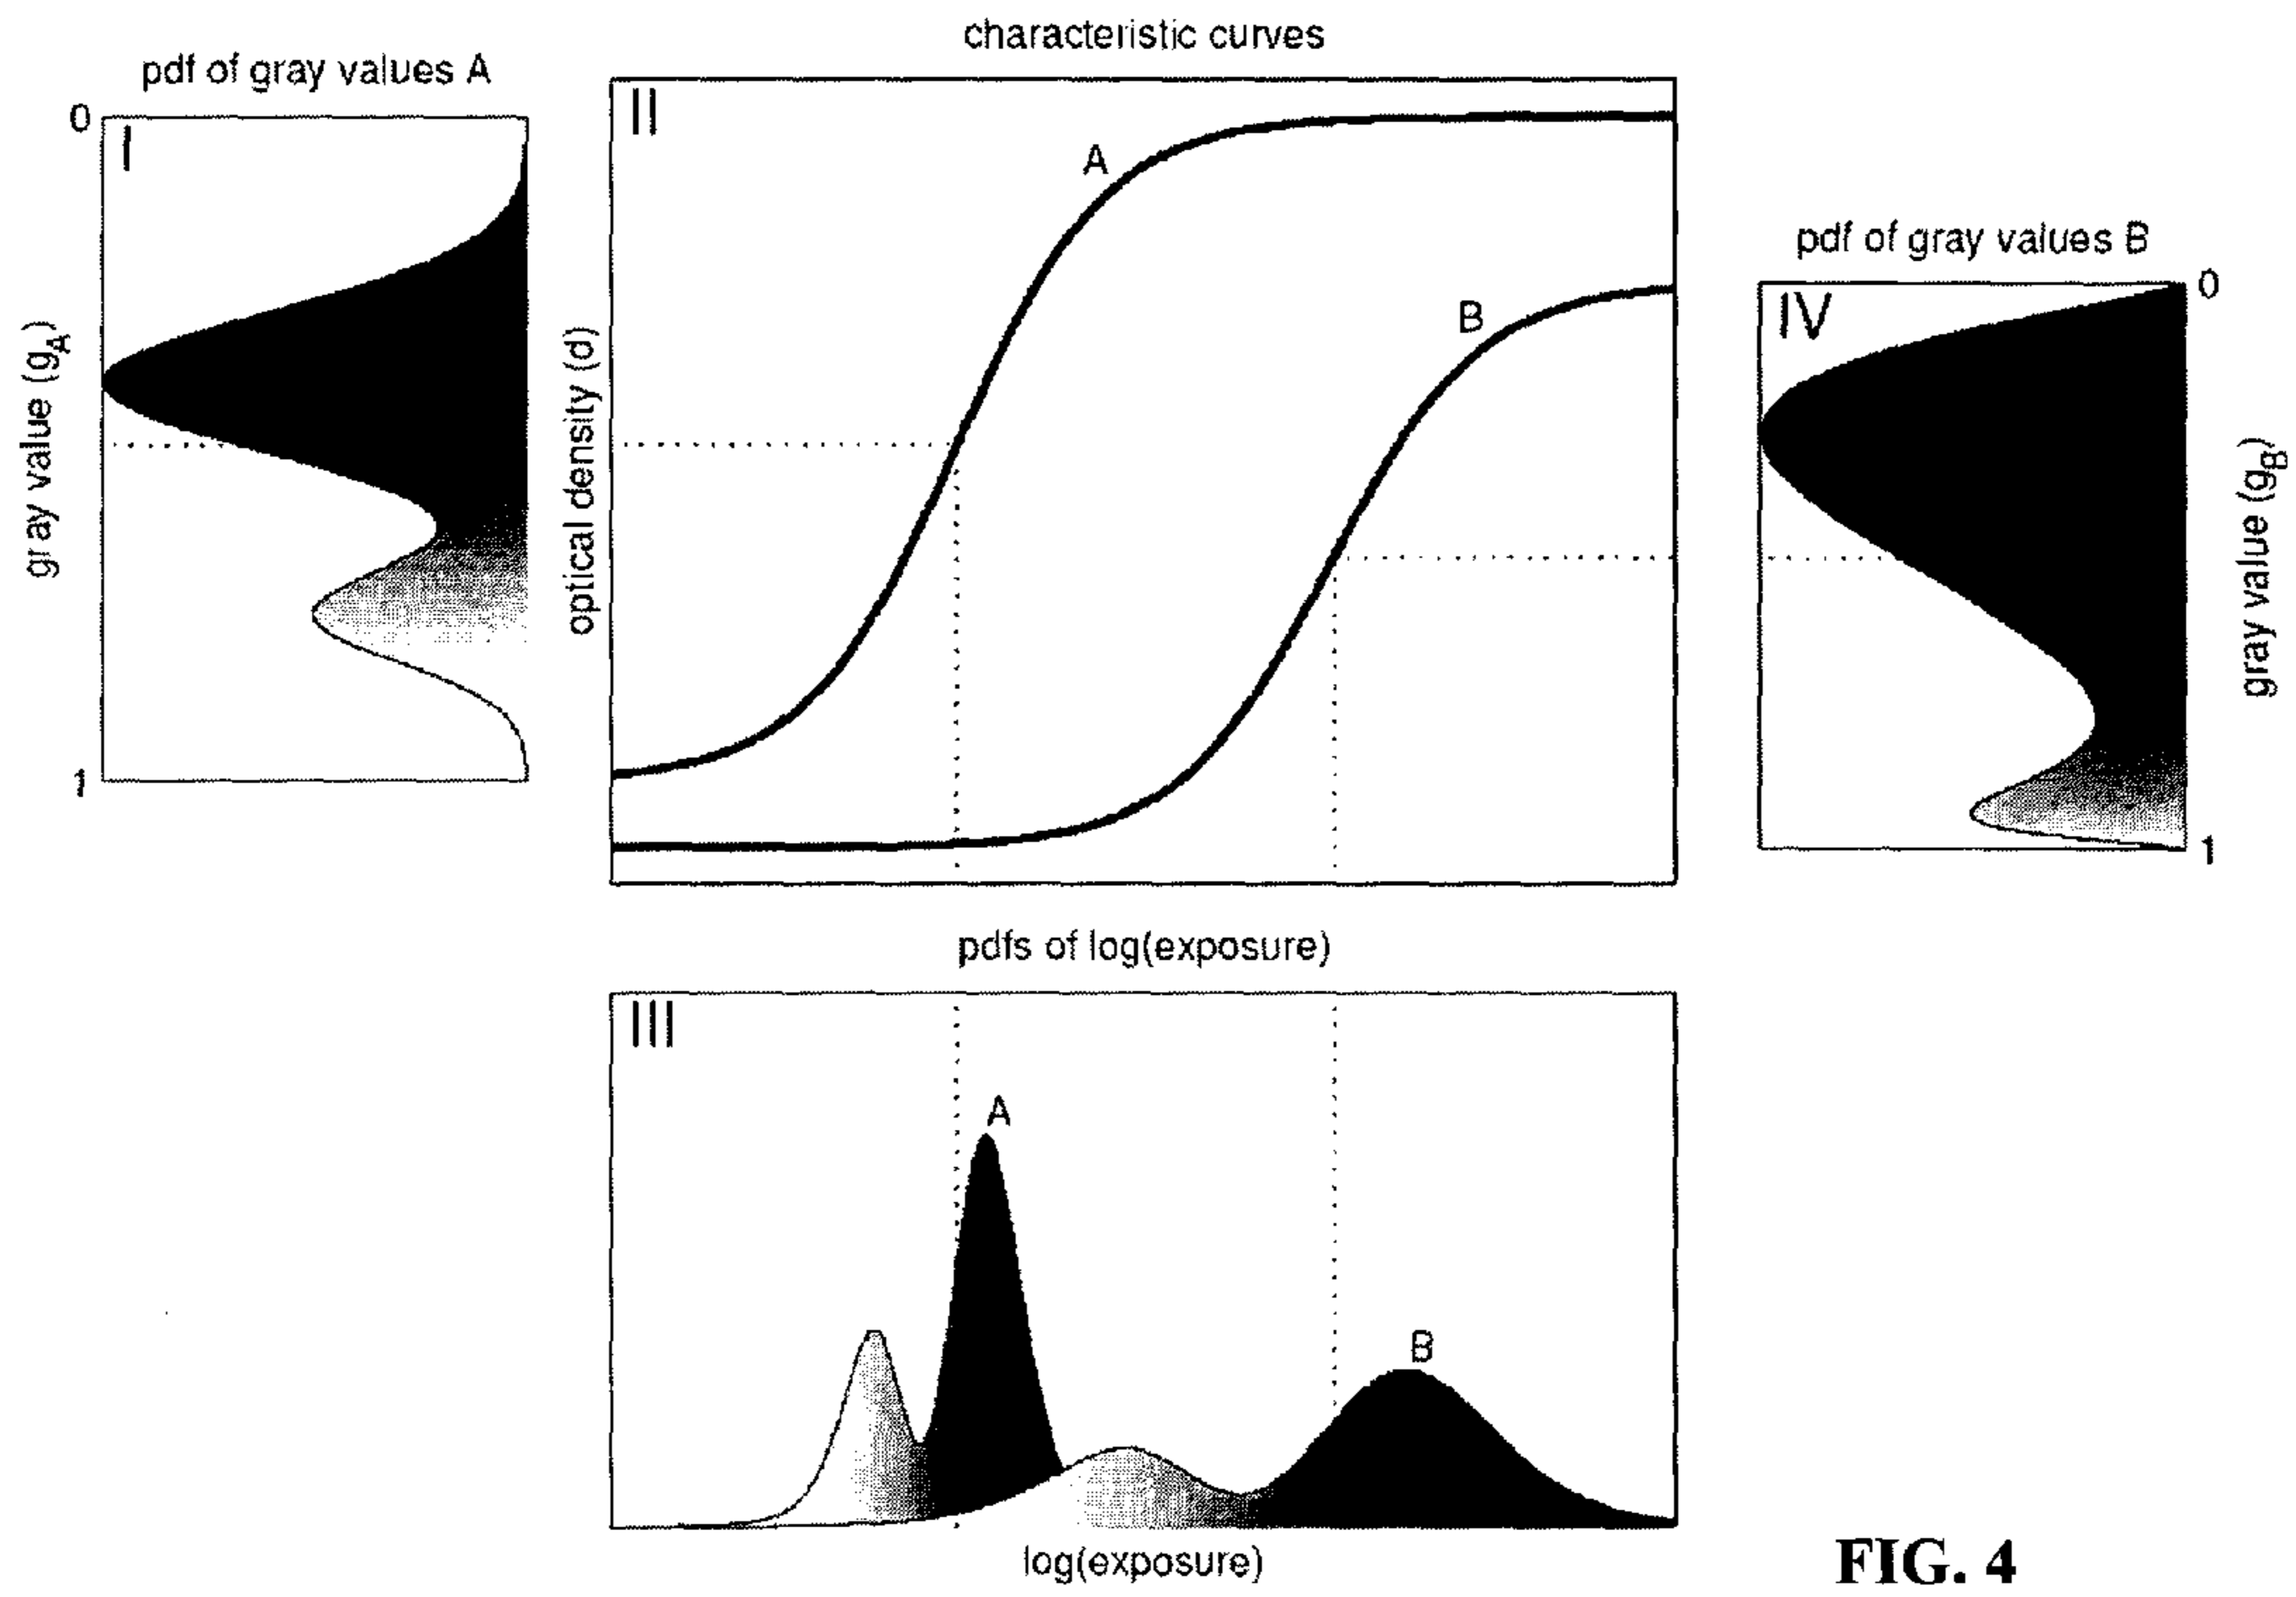 characteristic curves
pdf of gray values A
0
I
II
A
B
gray value (gA)
optical density (d)
1
pdf of gray values B
0
IV
gray value (gB)
1
pdfs of log(exposure)
III
A
B
log(exposure)
FIG. 4